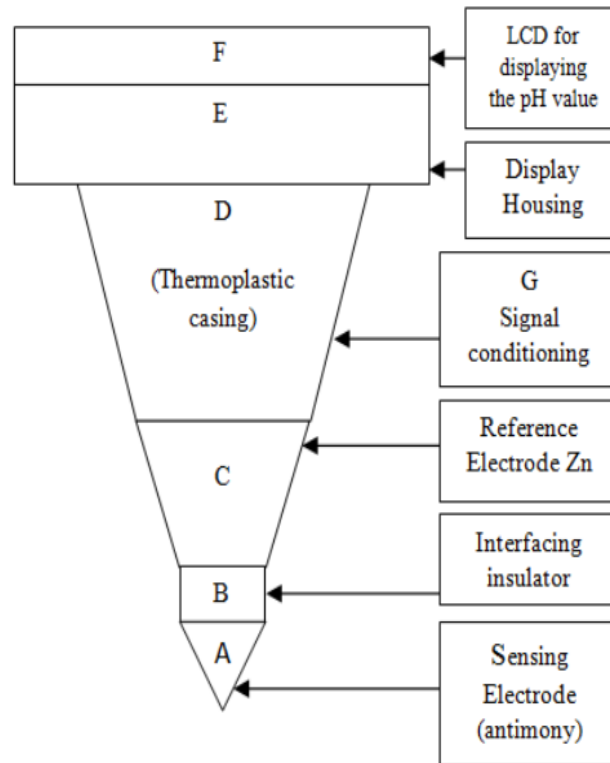 F
LCD for
displaying
the pH value
E
Display
Housing
D
(Thermoplastic
casing)
G
Signal
conditioning
Reference
Electrode Zn
C
Interfacing
insulator
B
A
Sensing
Electrode
(antimony)